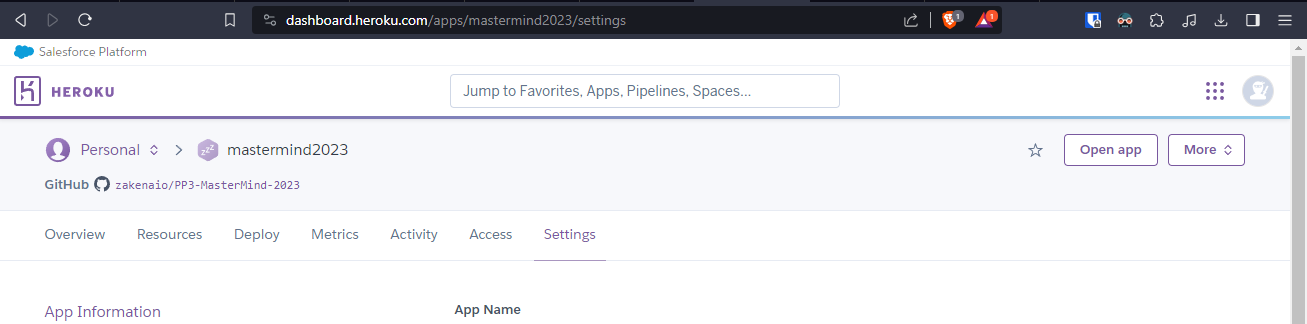 dashboard.heroku.com/apps/mastermind2023/settings 1 1
Salesforce Platform
HEROKU Jump to Favorites, Apps, Pipelines, Spaces...
Personal mastermind2023 Open app More
GitHub zakenaio/PP3-MasterMind-2023
Overview Resources Deploy Metrics Activity Access Settings
App Information App Name